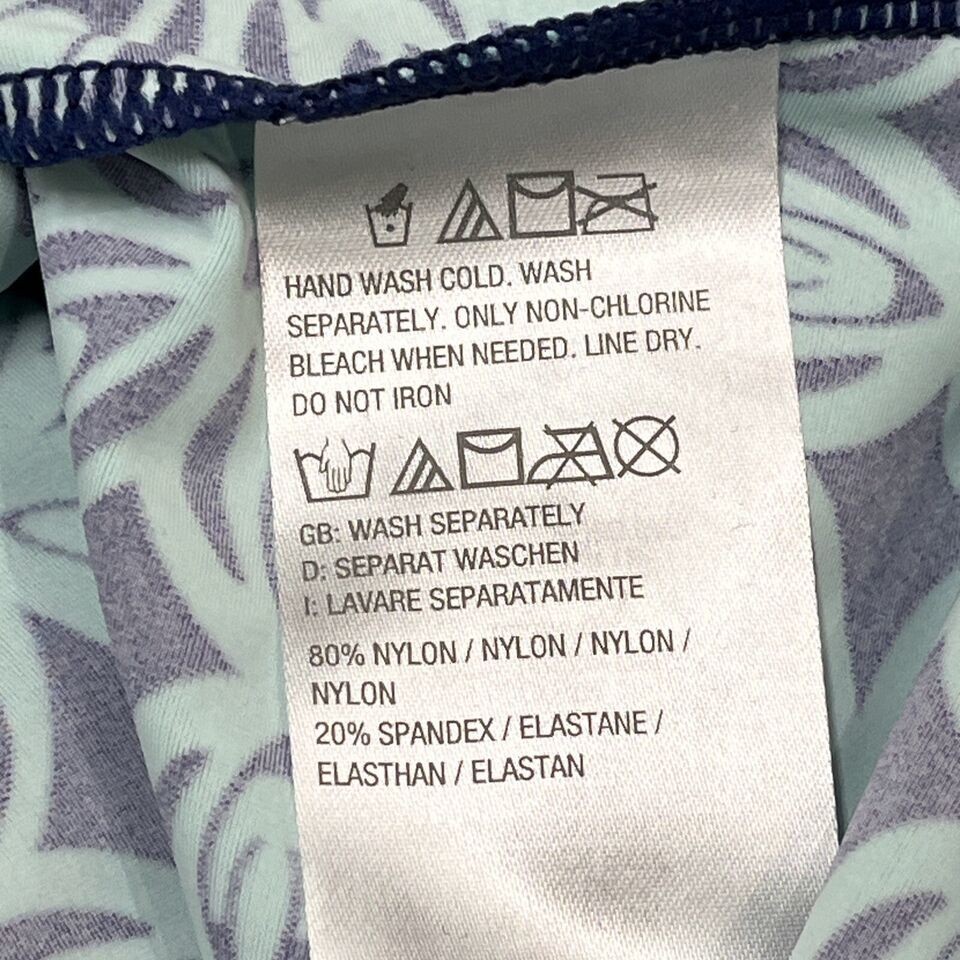 HAND WASH COLD. WASH
SEPARATELY. ONLY NON-CHLORINE
BLEACH WHEN NEEDED. LINE DRY.
DO NOT IRON
GB: WASH SEPARATELY
D: SEPARAT WASCHEN
I: LAVARE SEPARATAMENTE
80% NYLON / NYLON / NYLON /
NYLON
20% SPANDEX / ELASTANE /
ELASTHAN / ELASTAN